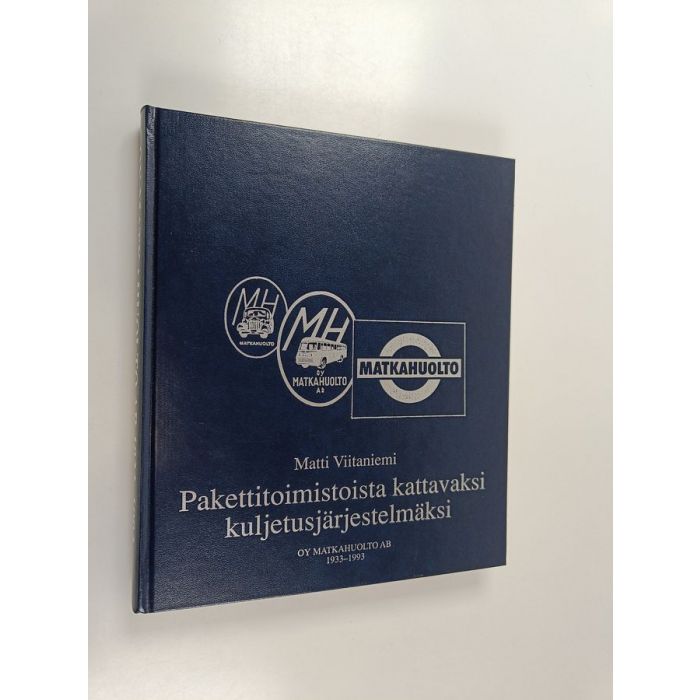 MH
MATKAHUOLTO
MH
OY
MATKAHUOLTO
AB
MATKAHUOLTO
Matti Viitaniemi
Pakettitoimistoista kattavaksi
kuljetusjärjestelmäksi
OY MATKAHUOLTO AB
1933–1993